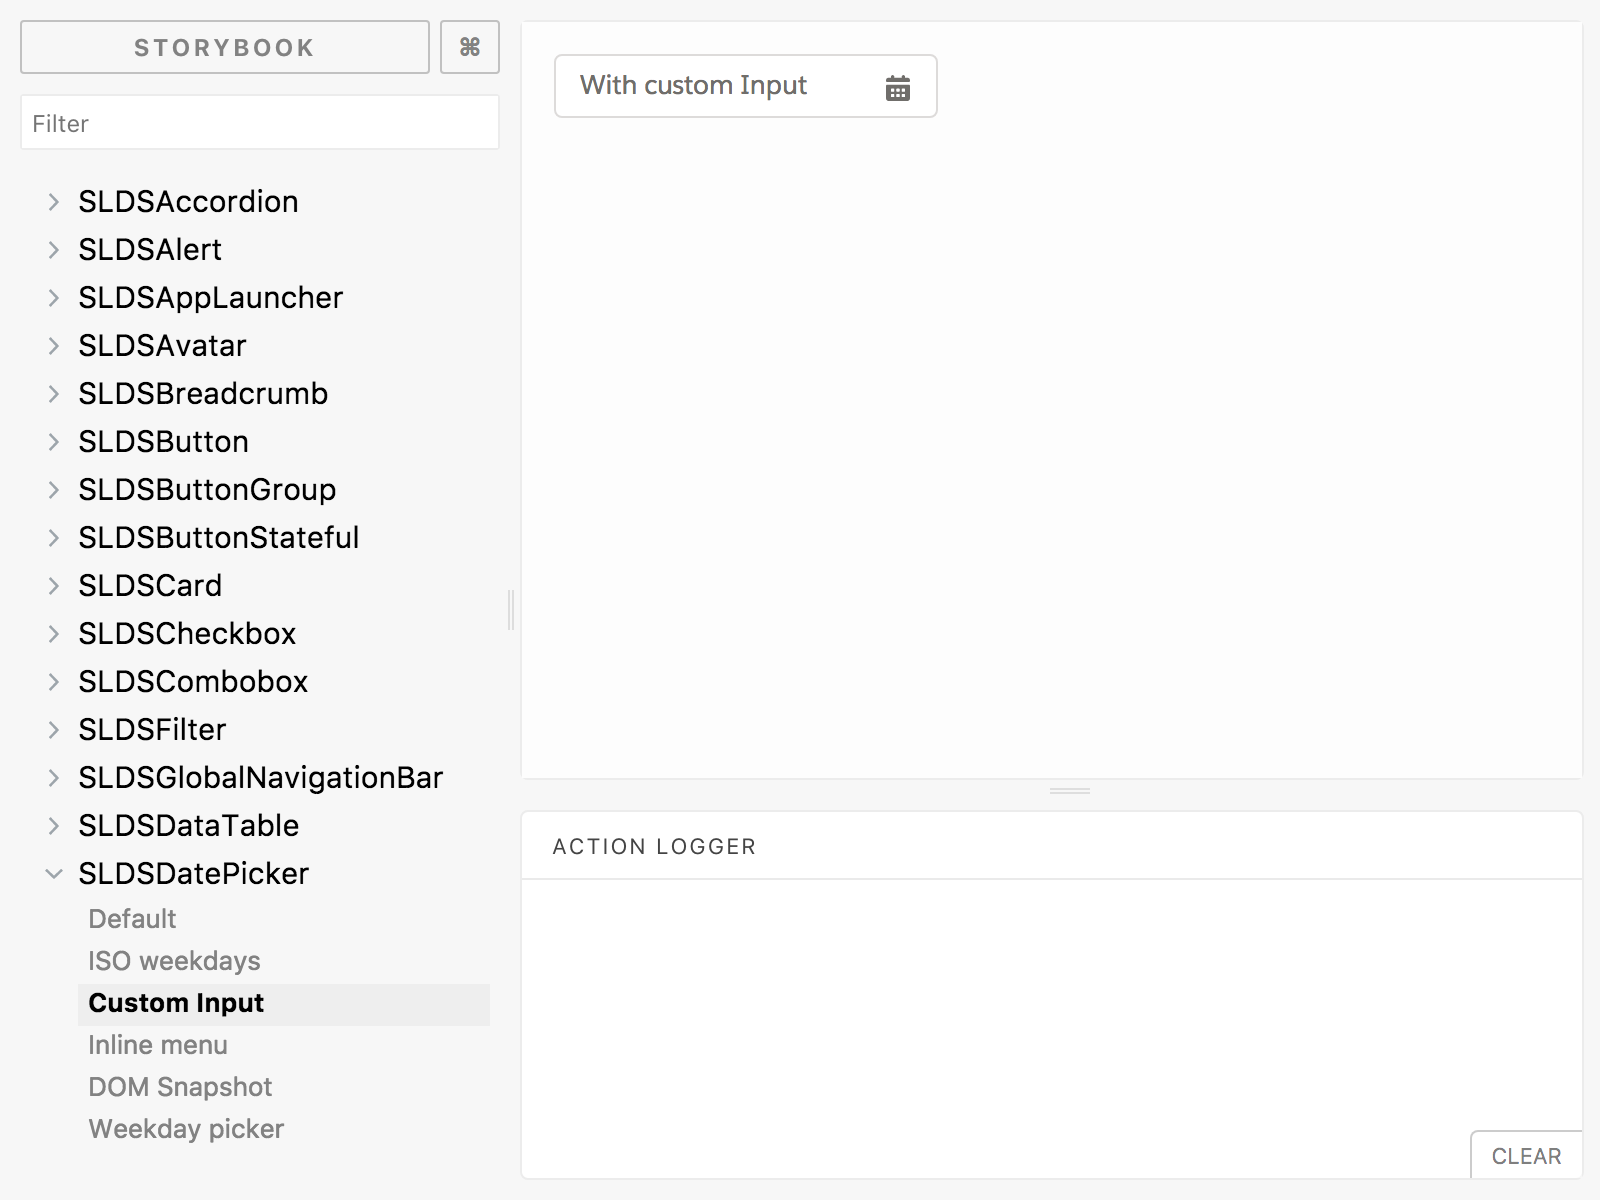 STORYBOOK
⌘
Filter
SLDSAccordion
SLDSAlert
SLDSAppLauncher
SLDSAvatar
SLDSBreadcrumb
SLDSButton
SLDSButtonGroup
SLDSButtonStateful
SLDSCard
SLDSCheckbox
SLDSCombobox
SLDSFilter
SLDSGlobalNavigationBar
SLDSDataTable
SLDSDatePicker
Default
ISO weekdays
Custom Input
Inline menu
DOM Snapshot
Weekday picker
With custom Input
ACTION LOGGER
CLEAR